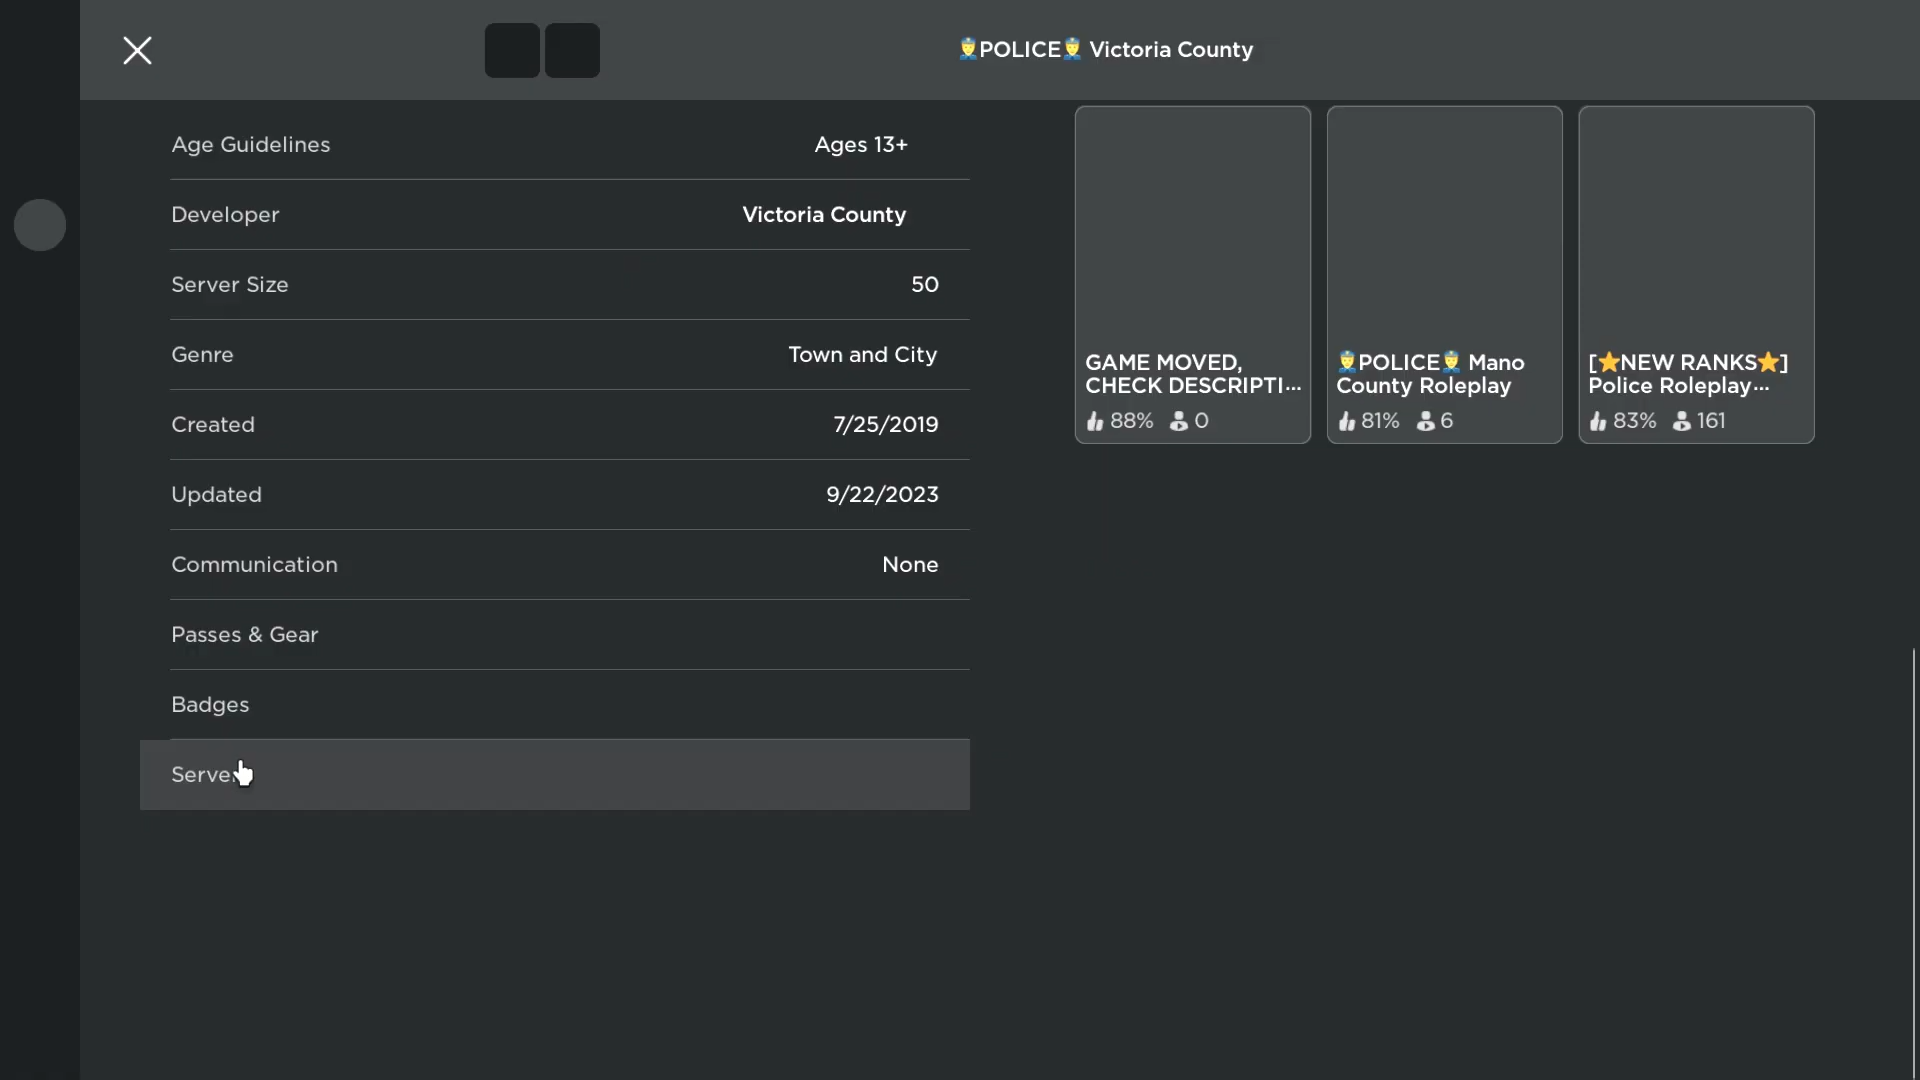 👮POLICE👮 Victoria County
Age Guidelines Ages 13+
Developer Victoria County
Server Size 50
Genre Town and City
Created 7/25/2019
Updated 9/22/2023
Communication None
Passes & Gear
Badges
GAME MOVED,
CHECK DESCRIPTI...
88% 0
👮POLICE👮 Mano
County Roleplay
81% 6
[⭐NEW RANKS⭐]
Police Roleplay...
83% 161